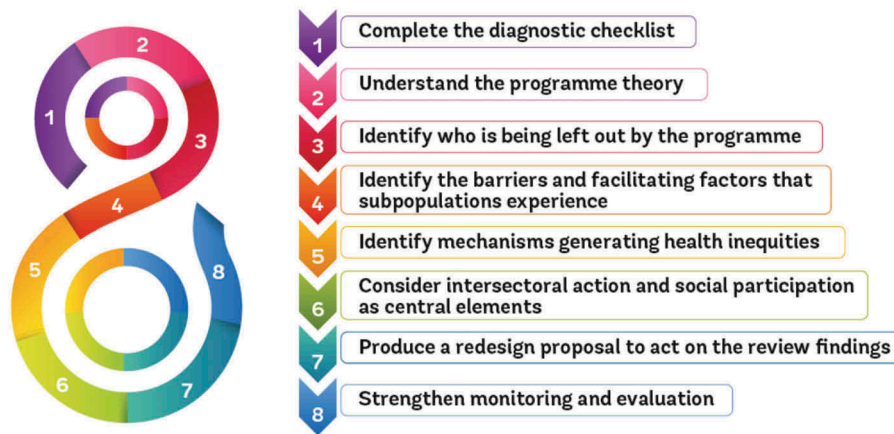 1
2
3
4
5
6
7
8
1 Complete the diagnostic checklist
2 Understand the programme theory
3 Identify who is being left out by the programme
4 Identify the barriers and facilitating factors that
subpopulations experience
5 Identify mechanisms generating health inequities
6 Consider intersectoral action and social participation
as central elements
7 Produce a redesign proposal to act on the review findings
8 Strengthen monitoring and evaluation